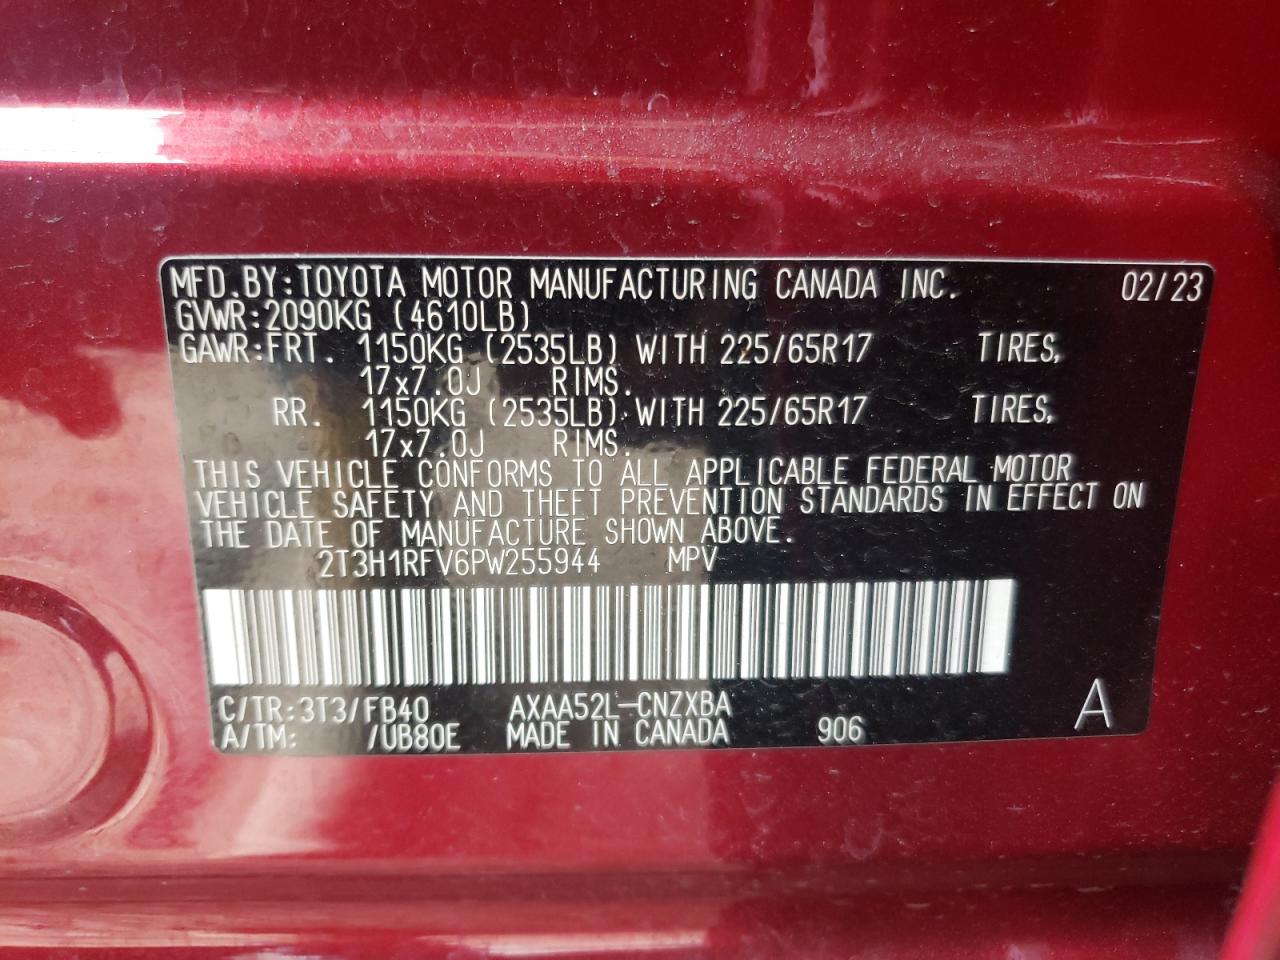 MFD.BY:TOYOTA MOTOR MANUFACTURING CANADA INC. 02/23
GVWR:2090KG (4610LB)
GAWR:FRT. 1150KG (2535LB) WITH 225/65R17 TIRES,
17x7.0J RIMS.
RR. 1150KG (2535LB) WITH 225/65R17 TIRES,
17x7.0J RIMS.
THIS VEHICLE CONFORMS TO ALL APPLICABLE FEDERAL MOTOR
VEHICLE SAFETY AND THEFT PREVENTION STANDARDS IN EFFECT ON
THE DATE OF MANUFACTURE SHOWN ABOVE.
2T3H1RFV6PW255944 MPV
C/TR:3T3/FB40 AXAA52L-CNZXBA A
A/TM: /UB80E MADE IN CANADA 906